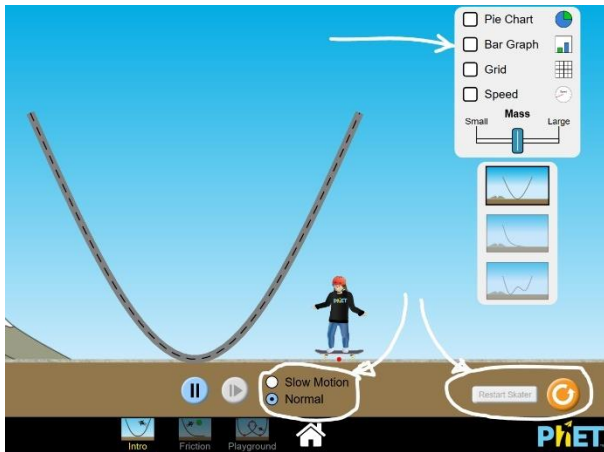 Pie Chart
Bar Graph
Grid
Speed
Mass
Small
Large
PhET
Slow Motion
Normal
Restart Skater
Intro
Friction
Playground
PhET